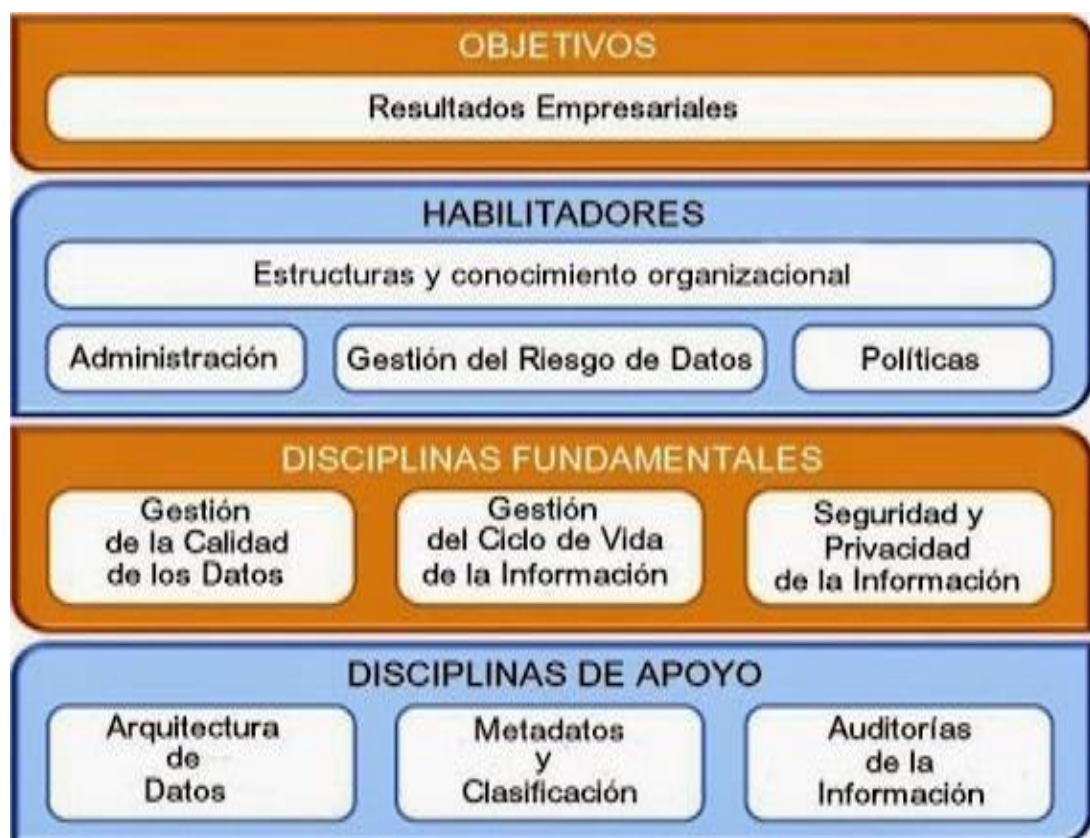 OBJETIVOS
Resultados Empresariales
HABILITADORES
Estructuras y conocimiento organizacional
Administración
Gestión del Riesgo de Datos
Políticas
DISCIPLINAS FUNDAMENTALES
Gestión
de la Calidad
de los Datos
Gestión
del Ciclo de Vida
de la Información
Seguridad y
Privacidad
de la Información
DISCIPLINAS DE APOYO
Arquitectura
de
Datos
Metadatos
y
Clasificación
Auditorías
de la
Información